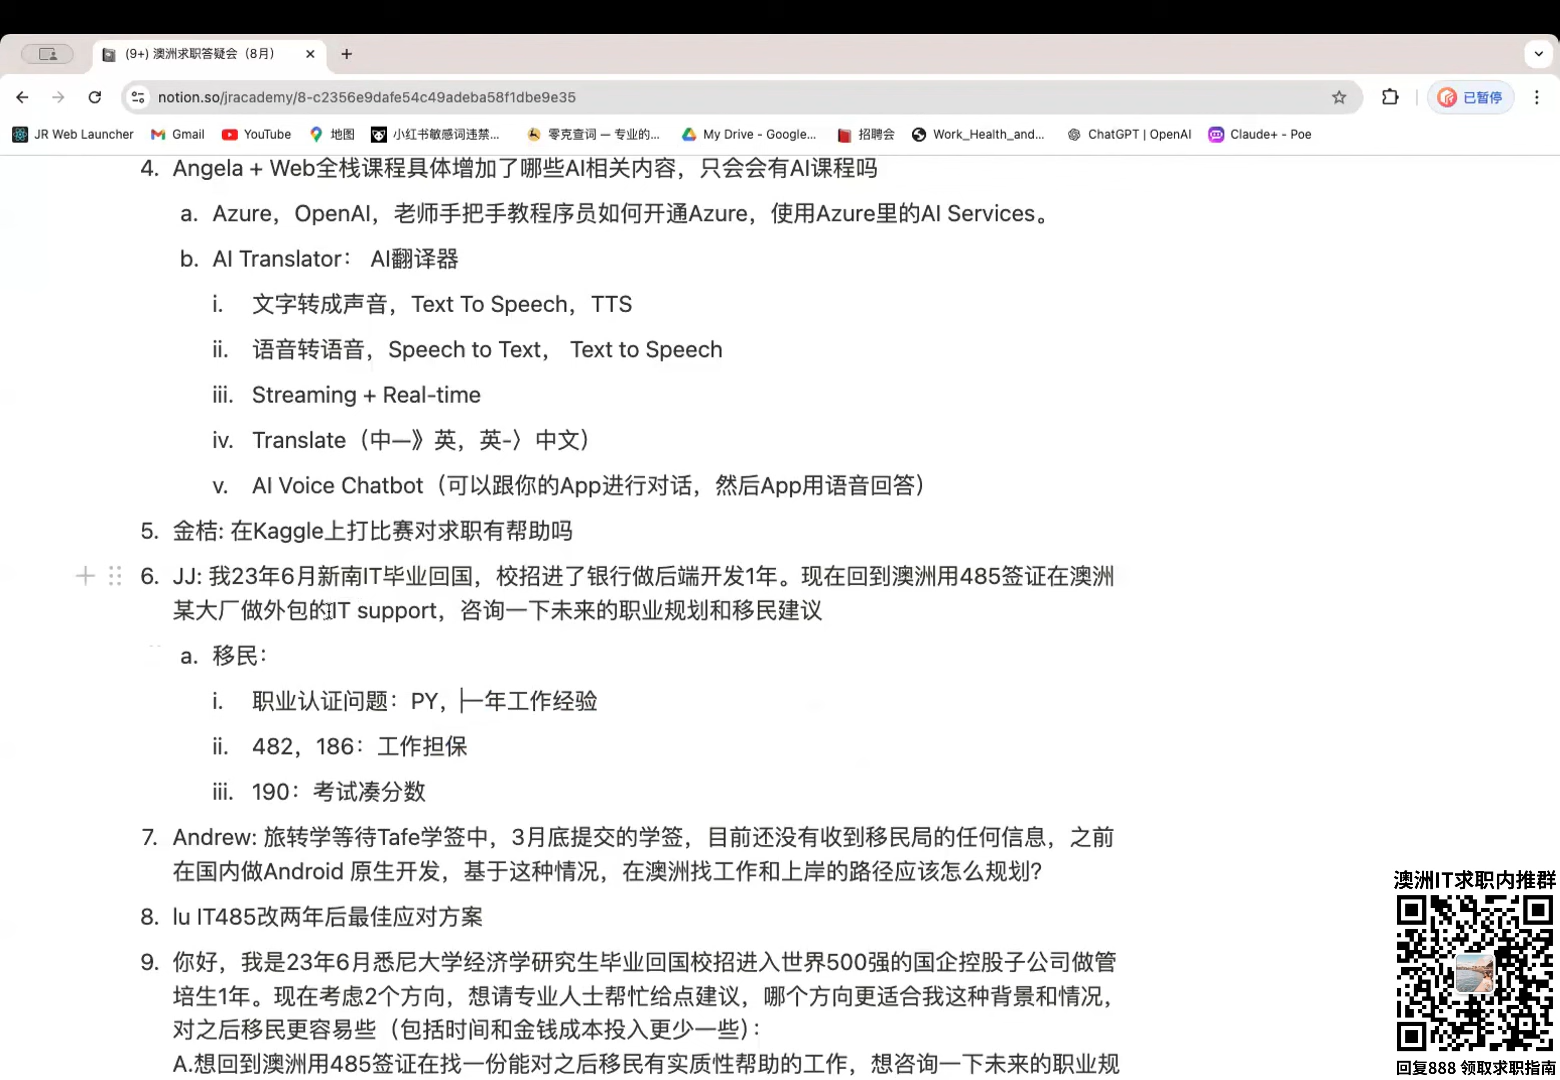 (9+) 澳洲求职答疑会（8月）
notion.so/jracademy/8-c2356e9dafe54c49adeba58f1dbe9e35
已暂停
JR Web Launcher
Gmail
YouTube
地图
小红书敏感词违禁...
零克查词 — 专业的...
My Drive - Google...
招聘会
Work_Health_and...
ChatGPT | OpenAI
Claude+ - Poe
4. Angela + Web全栈课程具体增加了哪些AI相关内容，只会会有AI课程吗
a. Azure，OpenAI，老师手把手教程序员如何开通Azure，使用Azure里的AI Services。
b. AI Translator： AI翻译器
i. 文字转成声音，Text To Speech，TTS
ii. 语音转语音，Speech to Text， Text to Speech
iii. Streaming + Real-time
iv. Translate（中—》英，英-〉中文）
v. AI Voice Chatbot（可以跟你的App进行对话，然后App用语音回答）
5. 金桔: 在Kaggle上打比赛对求职有帮助吗
6. JJ: 我23年6月新南IT毕业回国，校招进了银行做后端开发1年。现在回到澳洲用485签证在澳洲
某大厂做外包的IT support，咨询一下未来的职业规划和移民建议
a. 移民：
i. 职业认证问题：PY，一年工作经验
ii. 482，186：工作担保
iii. 190：考试凑分数
7. Andrew: 旅转学等待Tafe学签中，3月底提交的学签，目前还没有收到移民局的任何信息，之前
在国内做Android 原生开发，基于这种情况，在澳洲找工作和上岸的路径应该怎么规划?
8. lu IT485改两年后最佳应对方案
9. 你好，我是23年6月悉尼大学经济学研究生毕业回国校招进入世界500强的国企控股子公司做管
培生1年。现在考虑2个方向，想请专业人士帮忙给点建议，哪个方向更适合我这种背景和情况，
对之后移民更容易些（包括时间和金钱成本投入更少一些）：
A.想回到澳洲用485签证在找一份能对之后移民有实质性帮助的工作，想咨询一下未来的职业规
澳洲IT求职内推群
回复888 领取求职指南